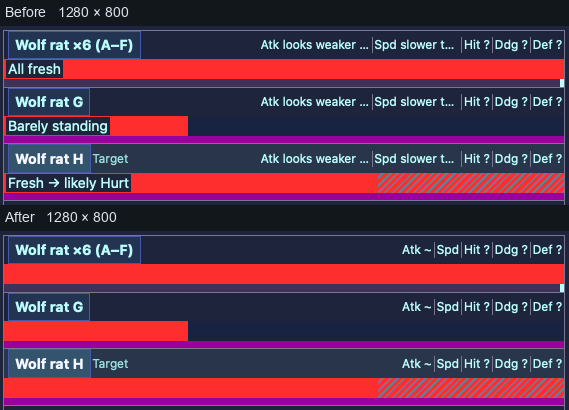 Before 1280 × 800
Wolf rat ×6 (A–F) Atk looks weaker ... Spd slower t... Hit ? Ddg ? Def ?
All fresh
Wolf rat G Atk looks weaker ... Spd slower t... Hit ? Ddg ? Def ?
Barely standing
Wolf rat H Target Atk looks weaker ... Spd slower t... Hit ? Ddg ? Def ?
Fresh → likely Hurt
After 1280 × 800
Wolf rat ×6 (A–F) Atk ~ Spd Hit ? Ddg ? Def ?
Wolf rat G Atk ~ Spd Hit ? Ddg ? Def ?
Wolf rat H Target Atk ~ Spd Hit ? Ddg ? Def ?